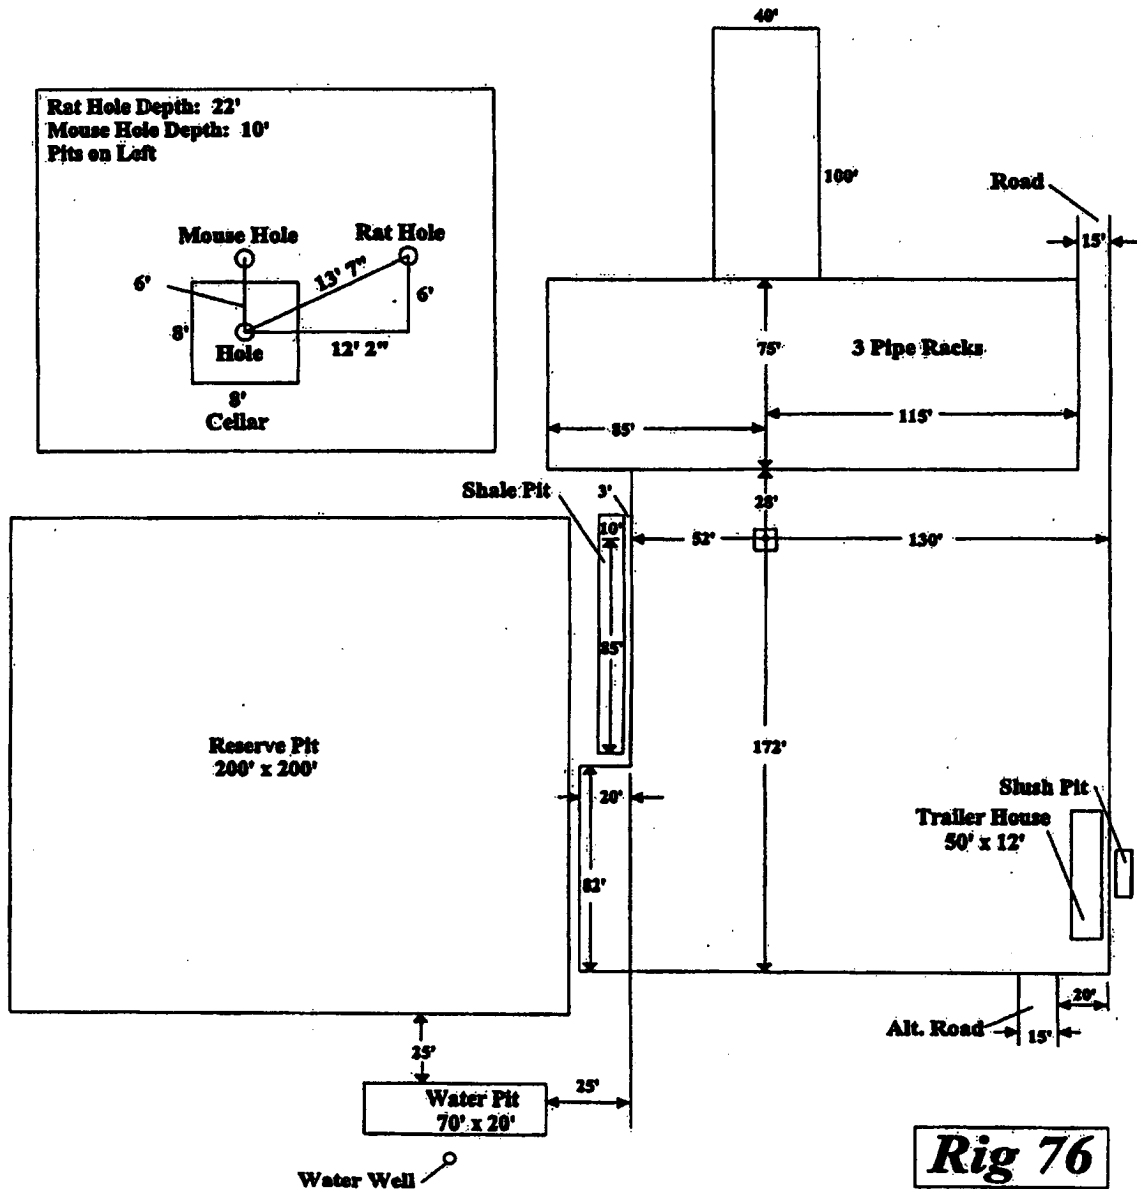 40'
Rat Hole Depth: 22'
Mouse Hole Depth: 10'
Pits on Left
100'
Road
15'
Mouse Hole
Rat Hole
13' 7"
6'
6'
8'
Hole
12' 2"
8'
Cellar
75'
3 Pipe Racks
85'
115'
Shale Pit
3'
28'
10'
52'
130'
85'
Reserve Pit
200' x 200'
172'
20'
Slush Pit
Trailer House
50' x 12'
82'
20'
Alt. Road
15'
25'
25'
Water Pit
70' x 20'
Water Well
Rig 76